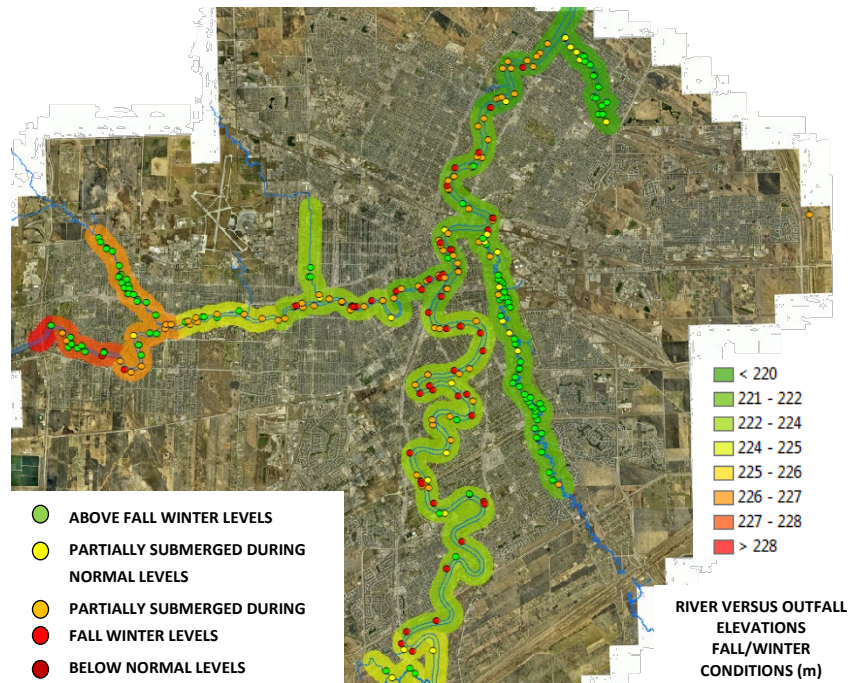 < 220
221 - 222
222 - 224
224 - 225
225 - 226
226 - 227
227 - 228
> 228
ABOVE FALL WINTER LEVELS
PARTIALLY SUBMERGED DURING
NORMAL LEVELS
PARTIALLY SUBMERGED DURING
FALL WINTER LEVELS
BELOW NORMAL LEVELS
RIVER VERSUS OUTFALL
ELEVATIONS
FALL/WINTER
CONDITIONS (m)